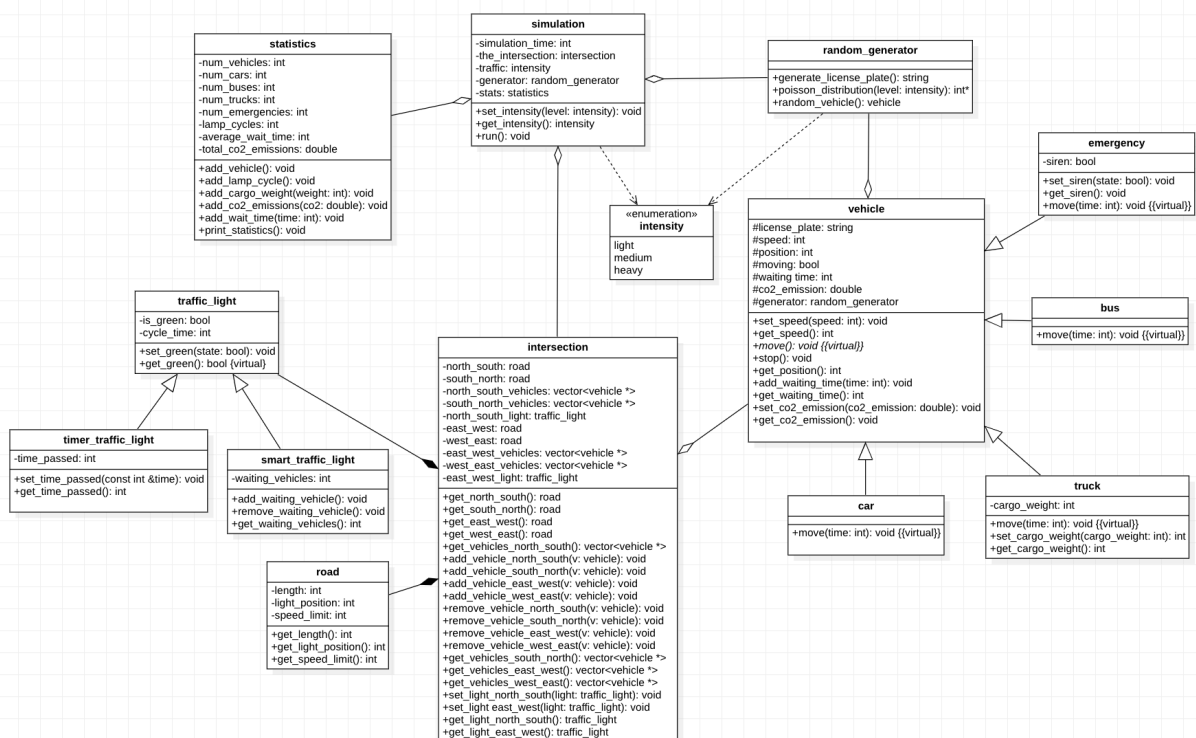 simulation
-simulation_time: int
-the_intersection: intersection
-traffic: intensity
-generator: random_generator
-stats: statistics
+set_intensity(level: intensity): void
+get_intensity(): intensity
+run(): void
statistics
-num_vehicles: int
-num_cars: int
-num_buses: int
-num_trucks: int
-num_emergencies: int
-lamp_cycles: int
-average_wait_time: int
-total_co2_emissions: double
+add_vehicle(): void
+add_lamp_cycle(): void
+add_cargo_weight(weight: int): void
+add_co2_emissions(co2: double): void
+add_wait_time(time: int): void
+print_statistics(): void
random_generator
+generate_license_plate(): string
+poisson_distribution(level: intensity): int*
+random_vehicle(): vehicle
emergency
-siren: bool
+set_siren(state: bool): void
+get_siren(): void
+move(time: int): void {{virtual}}
«enumeration»
intensity
light
medium
heavy
vehicle
#license_plate: string
#speed: int
#position: int
#moving: bool
#waiting time: int
#co2_emission: double
#generator: random_generator
+set_speed(speed: int): void
+get_speed(): int
+move(): void {{virtual}}
+stop(): void
+get_position(): int
+add_waiting_time(time: int): void
+get_waiting_time(): int
+set_co2_emission(co2_emission: double): void
+get_co2_emission(): void
bus
+move(time: int): void {{virtual}}
traffic_light
-is_green: bool
-cycle_time: int
+set_green(state: bool): void
+get_green(): bool {virtual}
timer_traffic_light
-time_passed: int
+set_time_passed(const int &time): void
+get_time_passed(): int
smart_traffic_light
-waiting_vehicles: int
+add_waiting_vehicle(): void
+remove_waiting_vehicle(): void
+get_waiting_vehicles(): int
intersection
-north_south: road
-south_north: road
-north_south_vehicles: vector<vehicle *>
-south_north_vehicles: vector<vehicle *>
-north_south_light: traffic_light
-east_west: road
-west_east: road
-east_west_vehicles: vector<vehicle *>
-west_east_vehicles: vector<vehicle *>
-east_west_light: traffic_light
+get_north_south(): road
+get_south_north(): road
+get_east_west(): road
+get_west_east(): road
+get_vehicles_north_south(): vector<vehicle *>
+add_vehicle_north_south(v: vehicle): void
+add_vehicle_south_north(v: vehicle): void
+add_vehicle_east_west(v: vehicle): void
+add_vehicle_west_east(v: vehicle): void
+remove_vehicle_north_south(v: vehicle): void
+remove_vehicle_south_north(v: vehicle): void
+remove_vehicle_east_west(v: vehicle): void
+remove_vehicle_west_east(v: vehicle): void
+get_vehicles_south_north(): vector<vehicle *>
+get_vehicles_east_west(): vector<vehicle *>
+get_vehicles_west_east(): vector<vehicle *>
+set_light_north_south(light: traffic_light): void
+set_light east_west(light: traffic_light): void
+get_light_north_south(): traffic_light
+get_light_east_west(): traffic_light
road
-length: int
-light_position: int
-speed_limit: int
+get_length(): int
+get_light_position(): int
+get_speed_limit(): int
car
+move(time: int): void {{virtual}}
truck
-cargo_weight: int
+move(time: int): void {{virtual}}
+set_cargo_weight(cargo_weight: int): int
+get_cargo_weight(): int